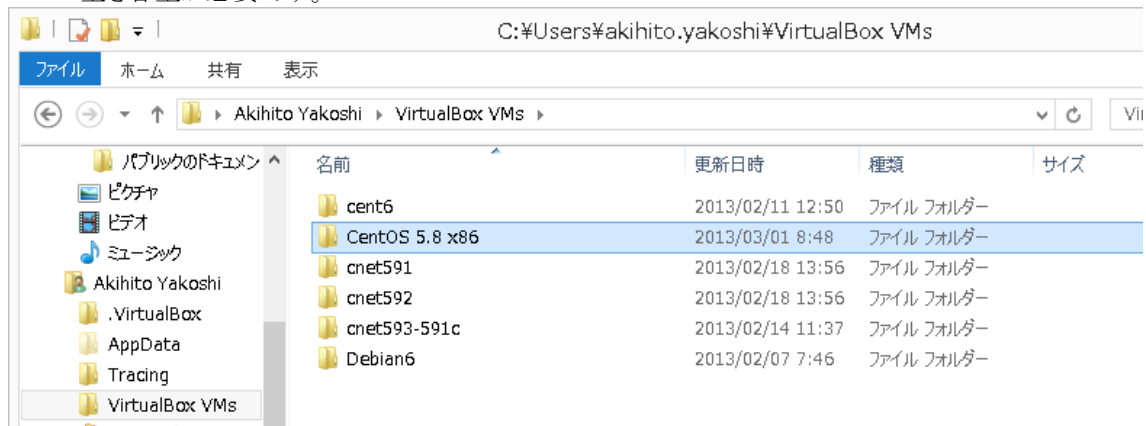 C:¥Users¥akihito.yakoshi¥VirtualBox VMs
ファイル ホーム 共有 表示
Akihito Yakoshi VirtualBox VMs
パブリックのドキュメン
ピクチャ
ビデオ
ミュージック
Akihito Yakoshi
.VirtualBox
AppData
Tracing
VirtualBox VMs
名前 更新日時 種類 サイズ
cent6 2013/02/11 12:50 ファイル フォルダー
CentOS 5.8 x86 2013/03/01 8:48 ファイル フォルダー
cnet591 2013/02/18 13:56 ファイル フォルダー
cnet592 2013/02/18 13:56 ファイル フォルダー
cnet593-591c 2013/02/14 11:37 ファイル フォルダー
Debian6 2013/02/07 7:46 ファイル フォルダー